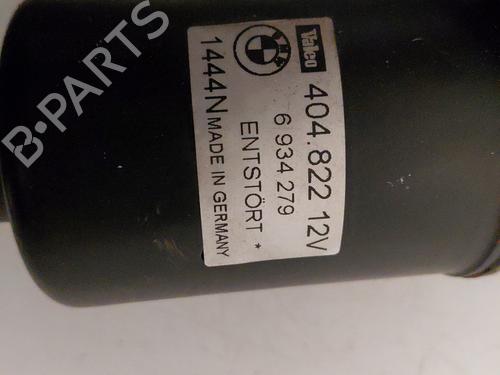 Valeo
404.822 12V
6 934 279
ENTSTÖRT *
1444N MADE IN GERMANY
B-PARTS